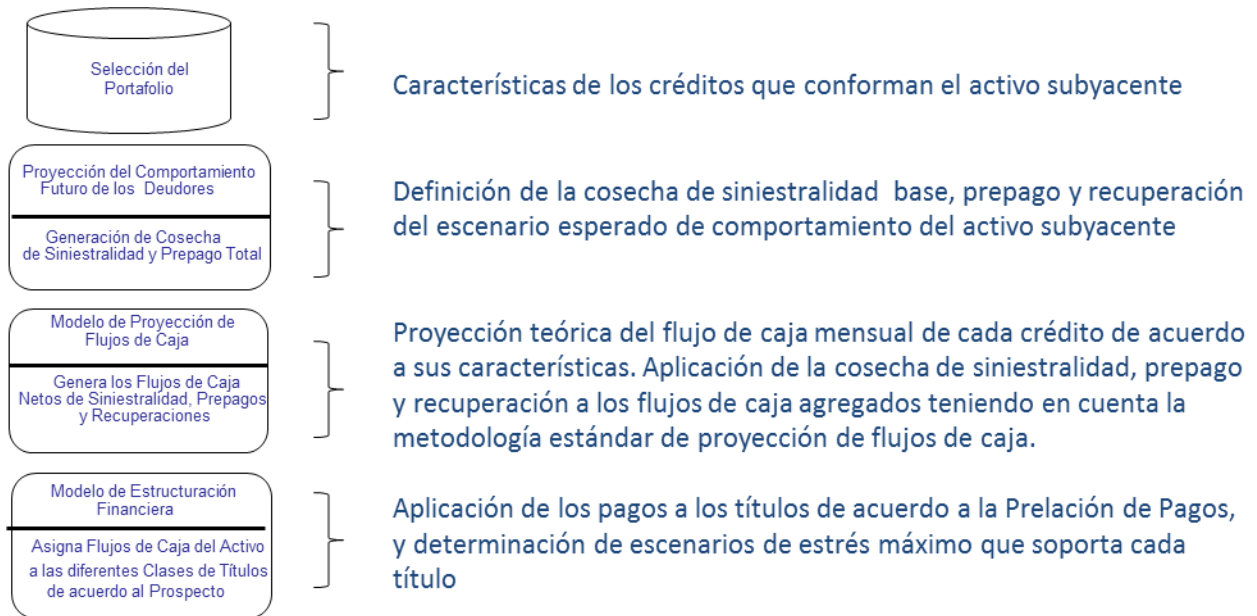 Selección del
Portafolio
Características de los créditos que conforman el activo subyacente
Proyección del Comportamiento
Futuro de los Deudores
Generación de Cosecha
de Siniestralidad y Prepago Total
Definición de la cosecha de siniestralidad base, prepago y recuperación
del escenario esperado de comportamiento del activo subyacente
Modelo de Proyección de
Flujos de Caja
Genera los Flujos de Caja
Netos de Siniestralidad, Prepagos
y Recuperaciones
Proyección teórica del flujo de caja mensual de cada crédito de acuerdo
a sus características. Aplicación de la cosecha de siniestralidad, prepago
y recuperación a los flujos de caja agregados teniendo en cuenta la
metodología estándar de proyección de flujos de caja.
Modelo de Estructuración
Financiera
Asigna Flujos de Caja del Activo
a las diferentes Clases de Títulos
de acuerdo al Prospecto
Aplicación de los pagos a los títulos de acuerdo a la Prelación de Pagos,
y determinación de escenarios de estrés máximo que soporta cada
título